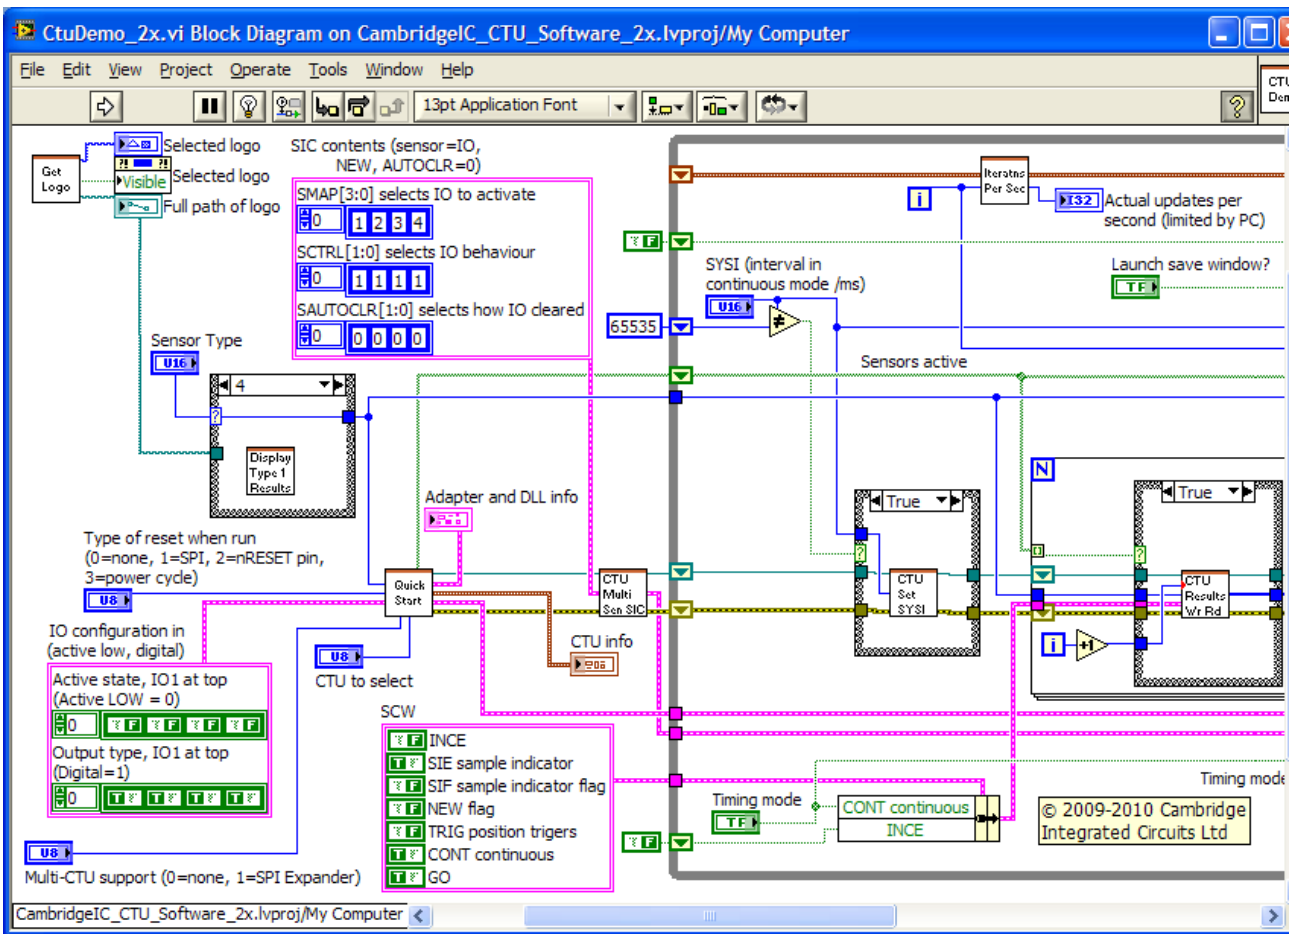 CtuDemo_2x.vi Block Diagram on CambridgeIC_CTU_Software_2x.lvproj/My Computer
File Edit View Project Operate Tools Window Help
13pt Application Font
?
CTU
Dem
Get
Logo
Selected logo
Visible
Selected logo
Full path of logo
SIC contents (sensor=IO,
NEW, AUTOCLR=0)
SMAP[3:0] selects IO to activate
0 1 2 3 4
SCTRL[1:0] selects IO behaviour
0 1 1 1 1
SAUTOCLR[1:0] selects how IO cleared
0 0 0 0 0
Iteratns
Per Sec
i
I32
Actual updates per
second (limited by PC)
F
SYSI (interval in
continuous mode /ms)
U16
≠
65535
Launch save window?
TF
Sensors active
Sensor Type
U16
4
?
Display
Type 1
Results
Adapter and DLL info
N
True
?
CTU
Set
SYSI
True
?
CTU
Results
Wr Rd
i
+1
Type of reset when run
(0=none, 1=SPI, 2=nRESET pin,
3=power cycle)
U8
Quick
Start
CTU
Multi
Sen SIC
CTU info
IO configuration in
(active low, digital)
Active state, IO1 at top
(Active LOW = 0)
0 F F F F
Output type, IO1 at top
(Digital=1)
0 T T T T
U8
CTU to select
SCW
F INCE
T SIE sample indicator
F SIF sample indicator flag
F NEW flag
F TRIG position trigers
T CONT continuous
T GO
U8
Multi-CTU support (0=none, 1=SPI Expander)
Timing mode
TF
F
CONT continuous
INCE
Timing mode
© 2009-2010 Cambridge
Integrated Circuits Ltd
CambridgeIC_CTU_Software_2x.lvproj/My Computer